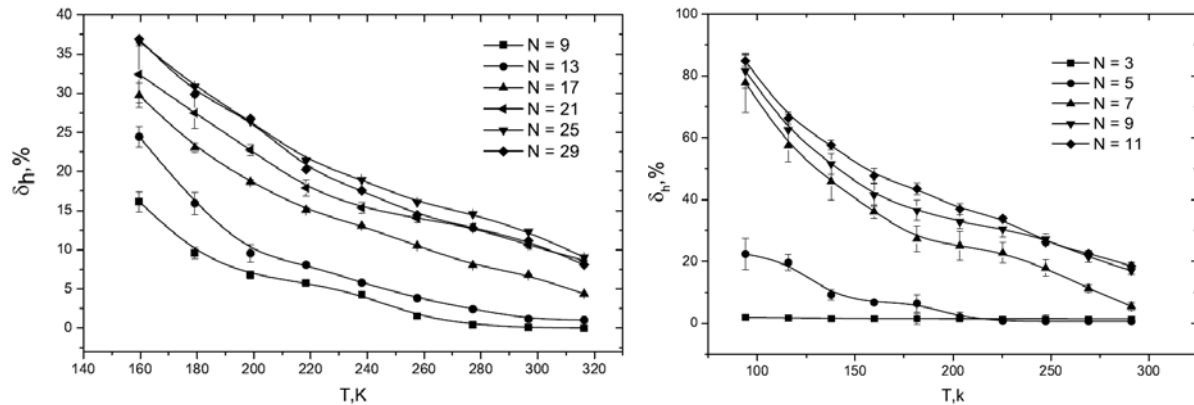 δh,%
40
35
30
25
20
15
10
5
0
N = 9
N = 13
N = 17
N = 21
N = 25
N = 29
140 160 180 200 220 240 260 280 300 320
T,K
δh,%
100
80
60
40
20
0
N = 3
N = 5
N = 7
N = 9
N = 11
100 150 200 250 300
T,k